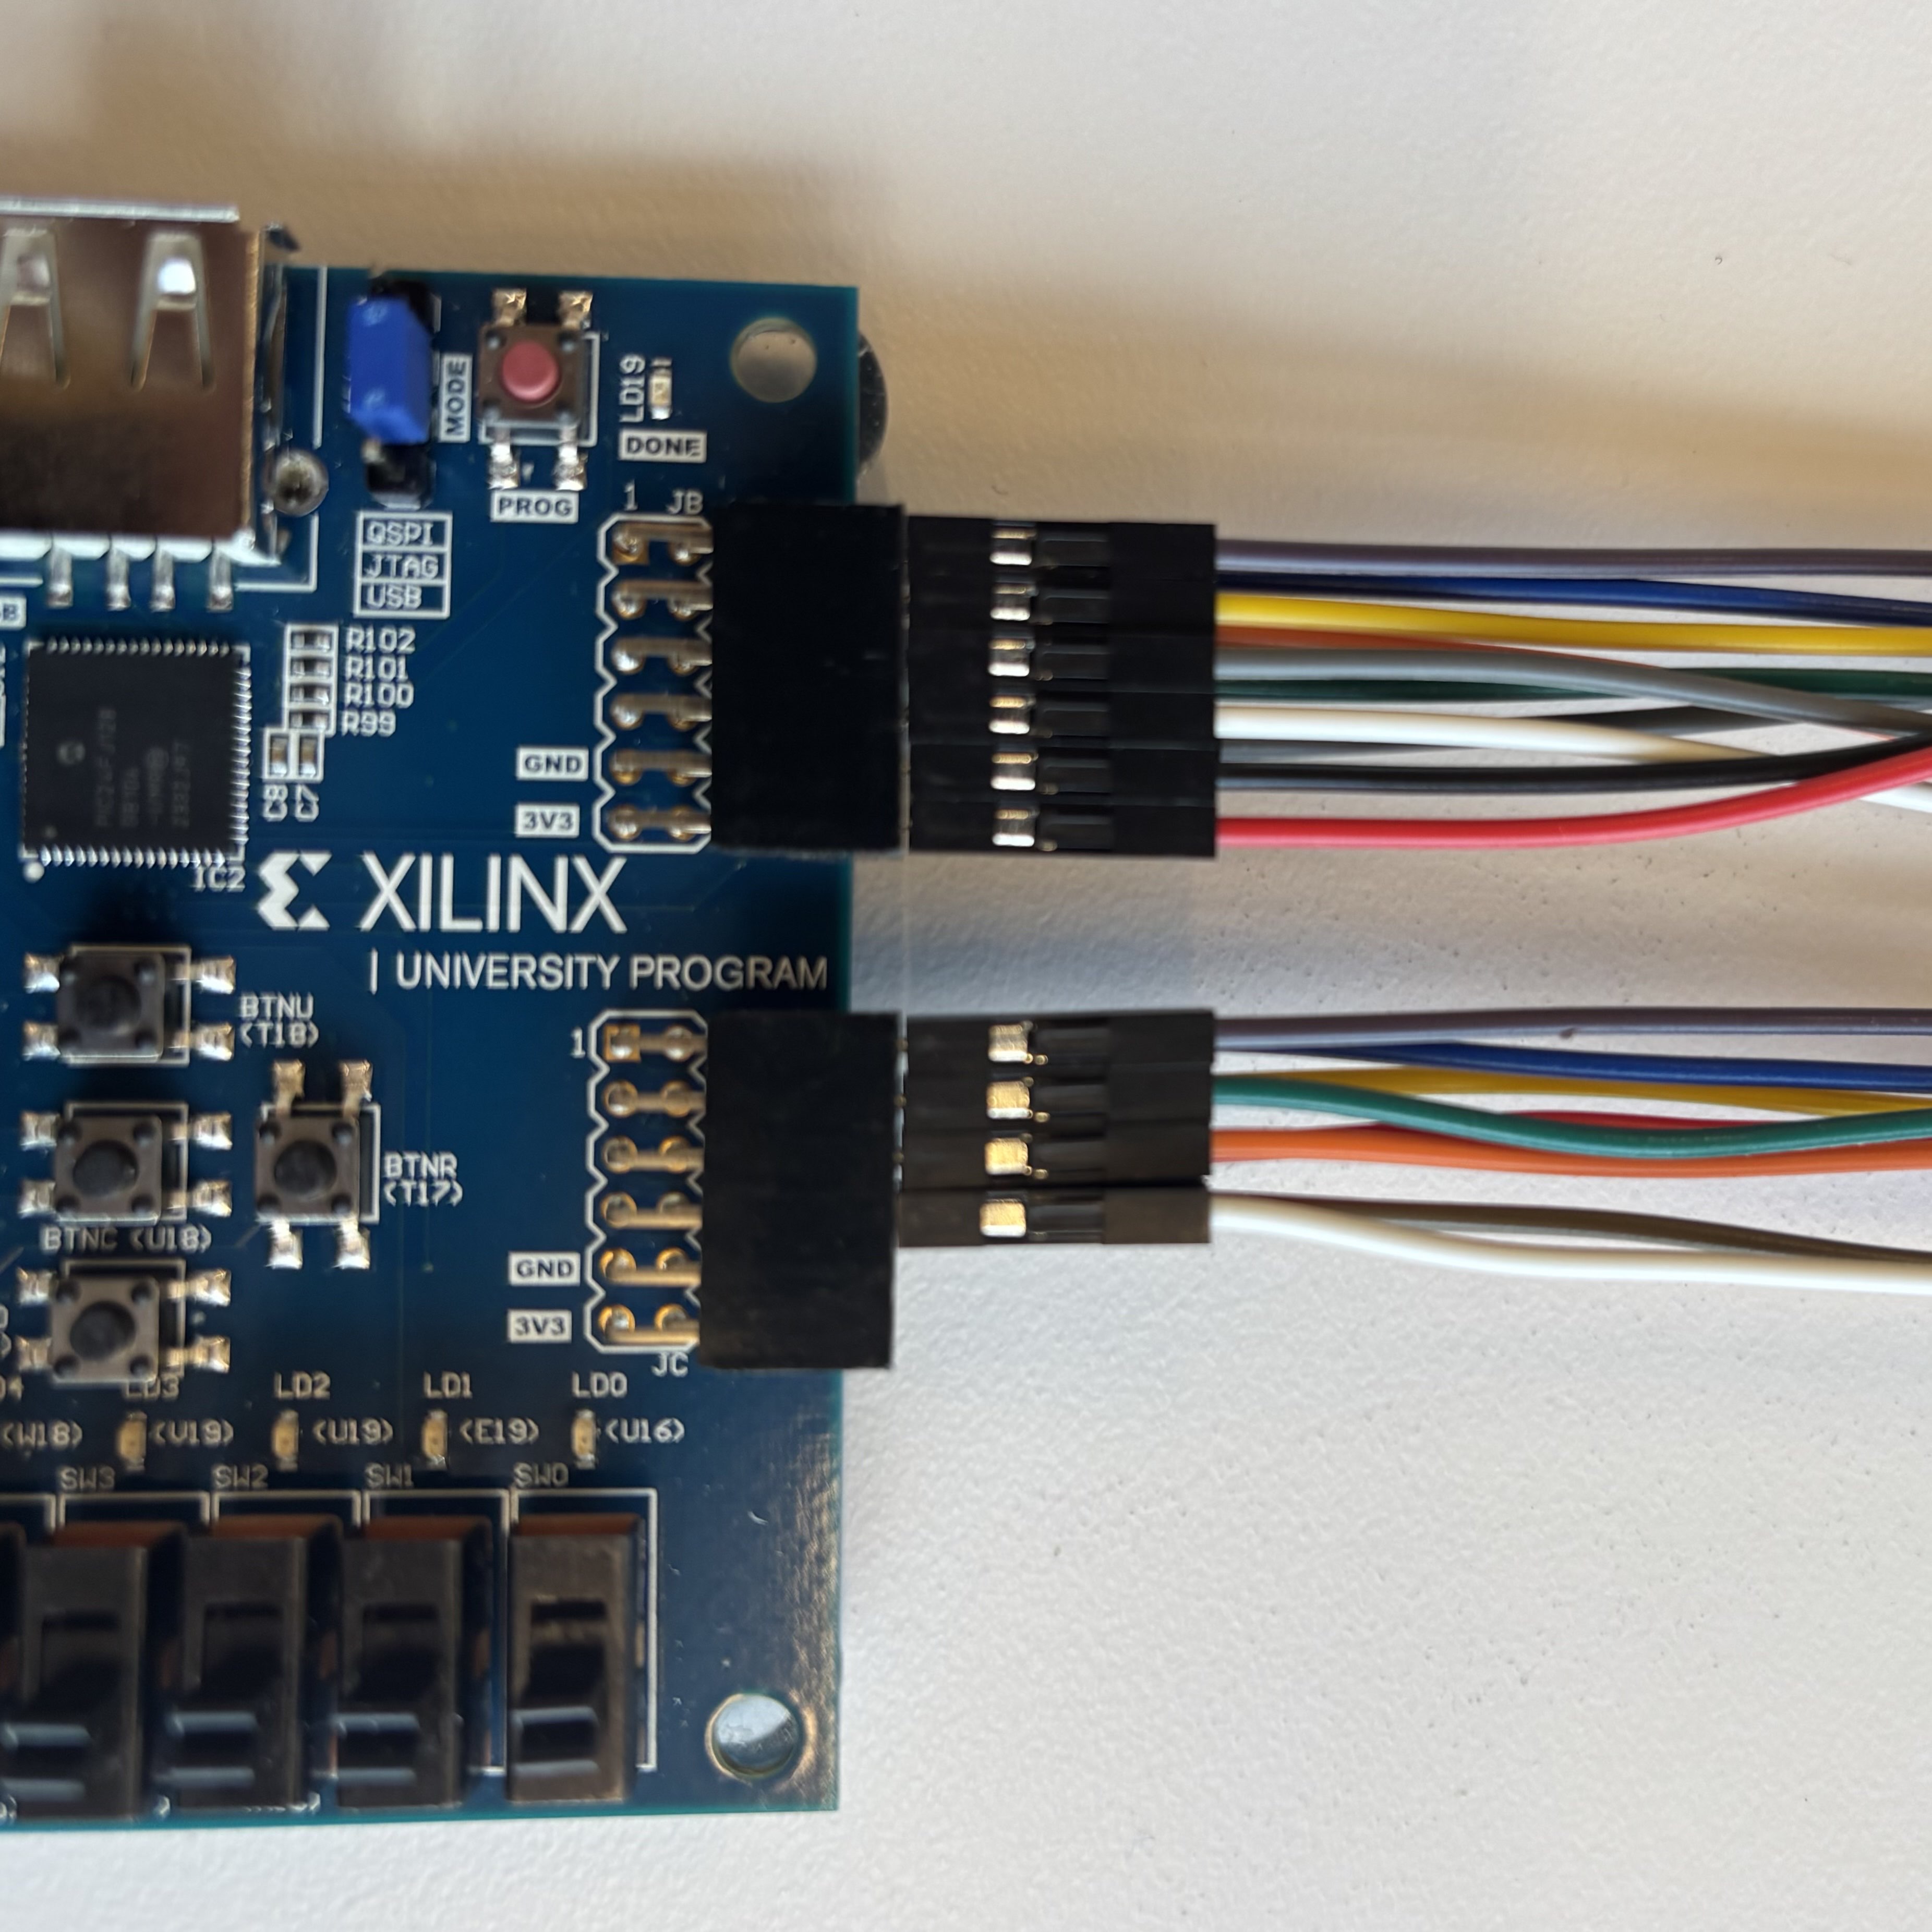 LD19
MODE
DONE
PROG
1 JB
QSPI
JTAG
USB
R102
R101
R100
R99
C8
C7
GND
3V3
IC2
XILINX
| UNIVERSITY PROGRAM
BTNU
(T18)
1
BTNR
(T17)
BTNC (U18)
GND
3V3
JC
LD3
LD2
LD1
LD0
(W18)
(V19)
(U19)
(E19)
(U16)
SW3
SW2
SW1
SW0